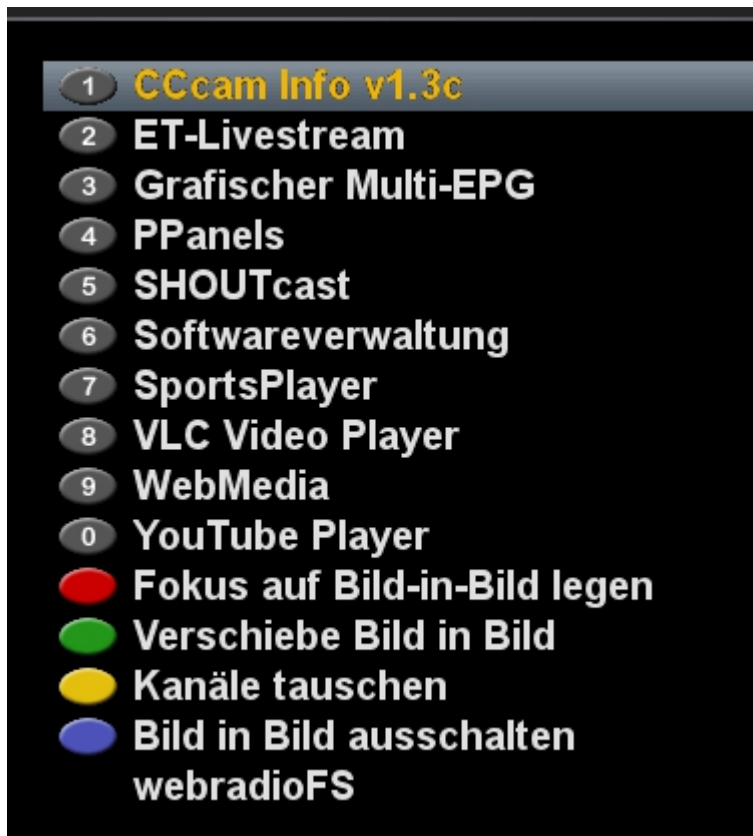 1 CCcam Info v1.3c
2 ET-Livestream
3 Grafischer Multi-EPG
4 PPanels
5 SHOUTcast
6 Softwareverwaltung
7 SportsPlayer
8 VLC Video Player
9 WebMedia
0 YouTube Player
Fokus auf Bild-in-Bild legen
Verschiebe Bild in Bild
Kanäle tauschen
Bild in Bild ausschalten
webradioFS